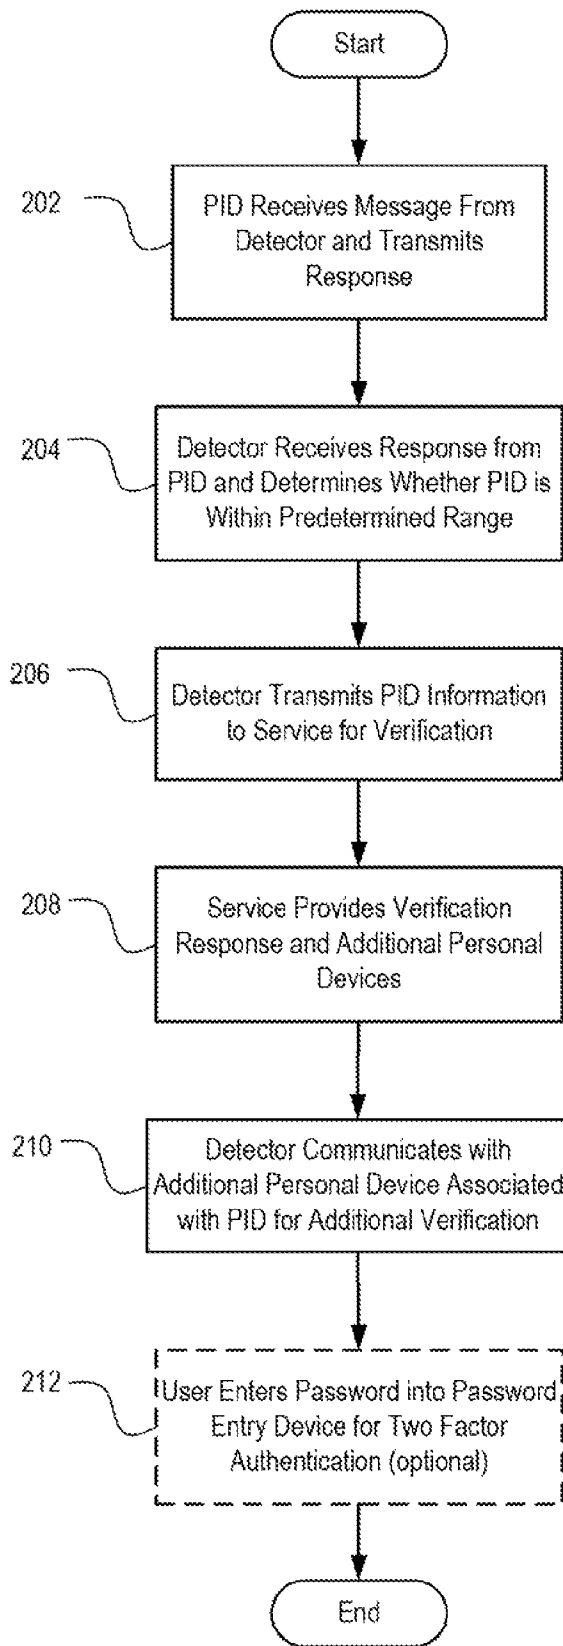 Start
202
PID Receives Message From
Detector and Transmits
Response
204
Detector Receives Response from
PID and Determines Whether PID is
Within Predetermined Range
206
Detector Transmits PID Information
to Service for Verification
208
Service Provides Verification
Response and Additional Personal
Devices
210
Detector Communicates with
Additional Personal Device Associated
with PID for Additional Verification
212
User Enters Password into Password
Entry Device for Two Factor
Authentication (optional)
End